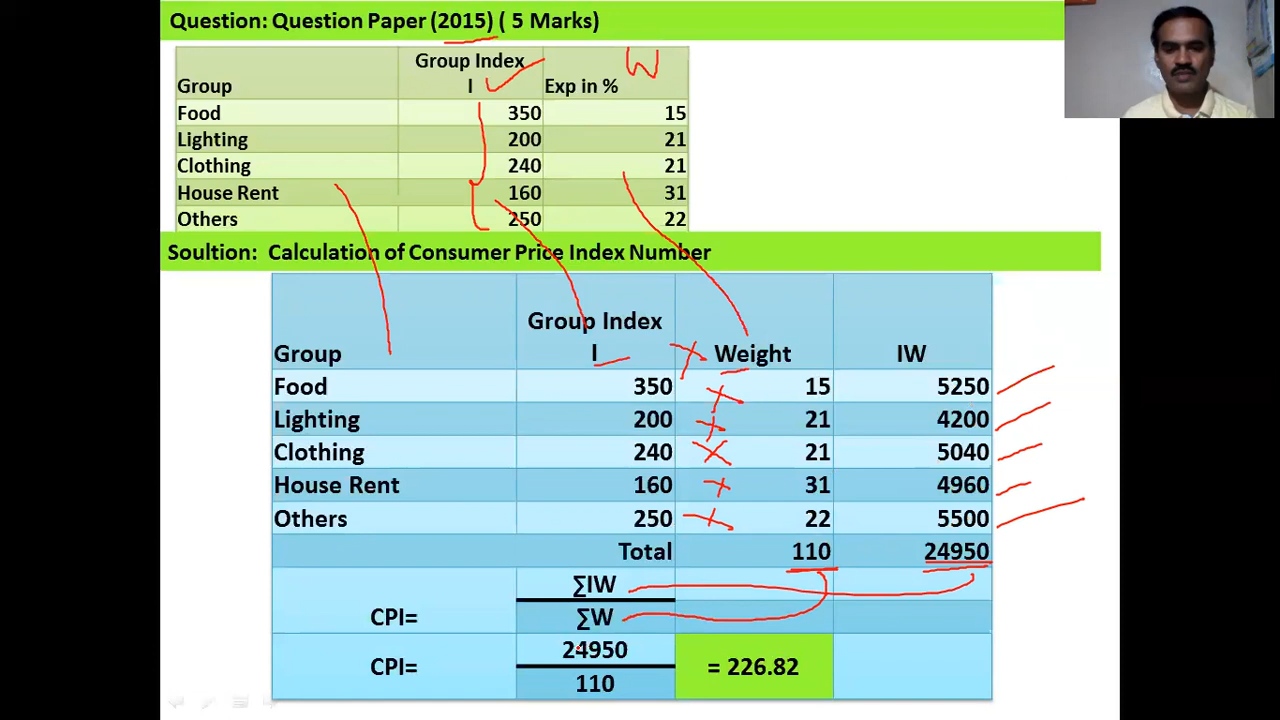 Question: Question Paper (2015) ( 5 Marks)
Group Index W
Group I Exp in %
Food 350 15
Lighting 200 21
Clothing 240 21
House Rent 160 31
Others 250 22
Soultion: Calculation of Consumer Price Index Number
Group Index
Group I × Weight IW
Food 350 × 15 5250
Lighting 200 × 21 4200
Clothing 240 × 21 5040
House Rent 160 × 31 4960
Others 250 × 22 5500
Total 110 24950
∑IW
CPI= ∑W
24950
CPI= = 226.82
110